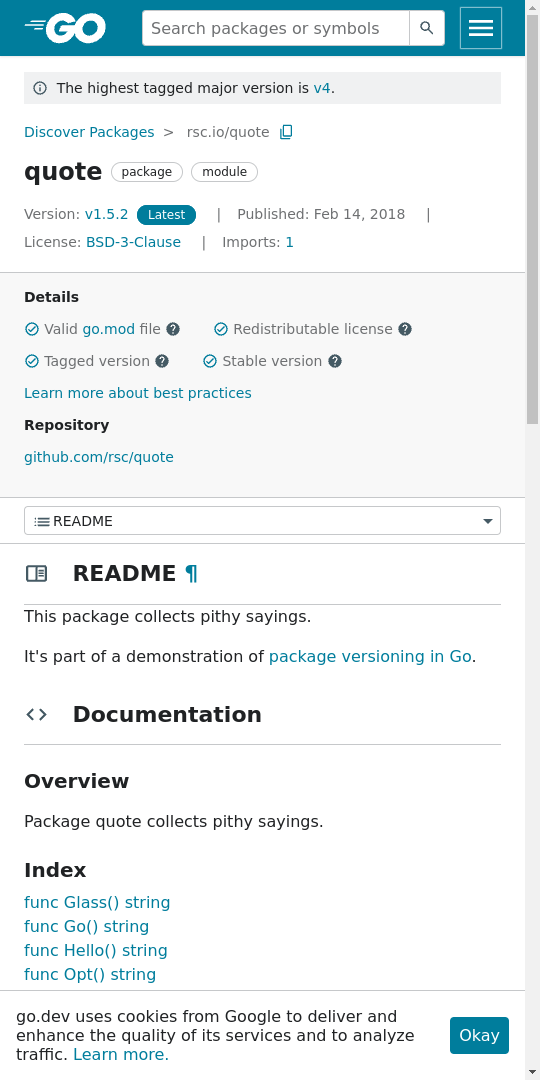 GO
Search packages or symbols
The highest tagged major version is v4.
Discover Packages > rsc.io/quote
quote package module
Version: v1.5.2 Latest | Published: Feb 14, 2018 |
License: BSD-3-Clause | Imports: 1
Details
Valid go.mod file Redistributable license
Tagged version Stable version
Learn more about best practices
Repository
github.com/rsc/quote
README
README ¶
This package collects pithy sayings.
It's part of a demonstration of package versioning in Go.
Documentation
Overview
Package quote collects pithy sayings.
Index
func Glass() string
func Go() string
func Hello() string
func Opt() string
go.dev uses cookies from Google to deliver and
enhance the quality of its services and to analyze
traffic. Learn more.
Okay